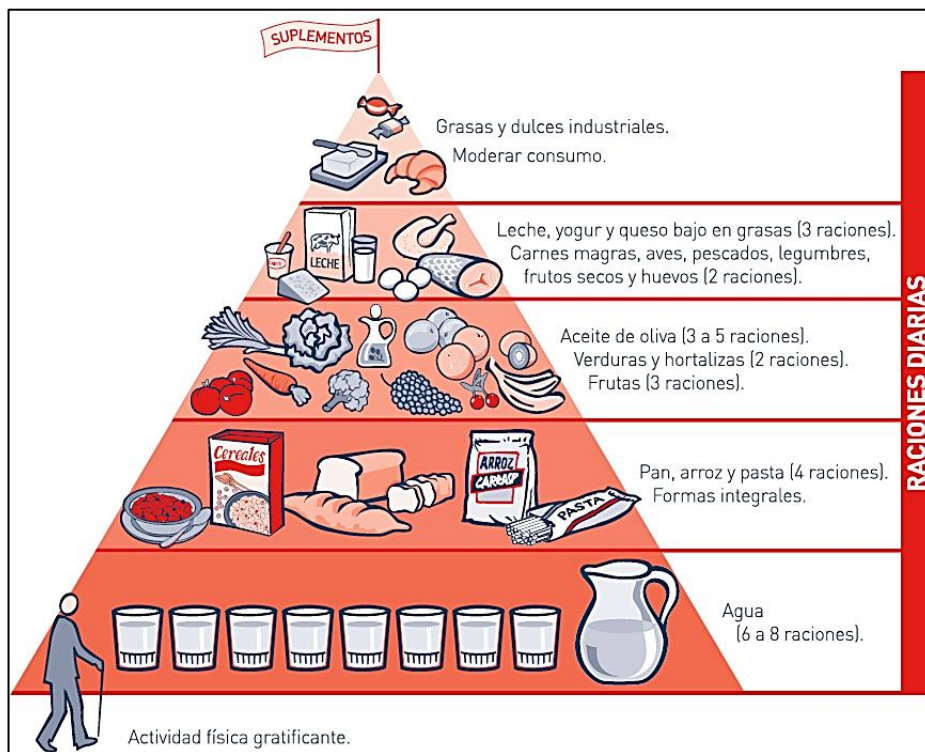 SUPLEMENTOS
Grasas y dulces industriales.
Moderar consumo.
Leche, yogur y queso bajo en grasas (3 raciones).
Carnes magras, aves, pescados, legumbres,
frutos secos y huevos (2 raciones).
LECHE
Aceite de oliva (3 a 5 raciones).
Verduras y hortalizas (2 raciones).
Frutas (3 raciones).
Cereales
ARROZ
PASTA
Pan, arroz y pasta (4 raciones).
Formas integrales.
Agua
(6 a 8 raciones).
Actividad física gratificante.
RACIONES DIARIAS